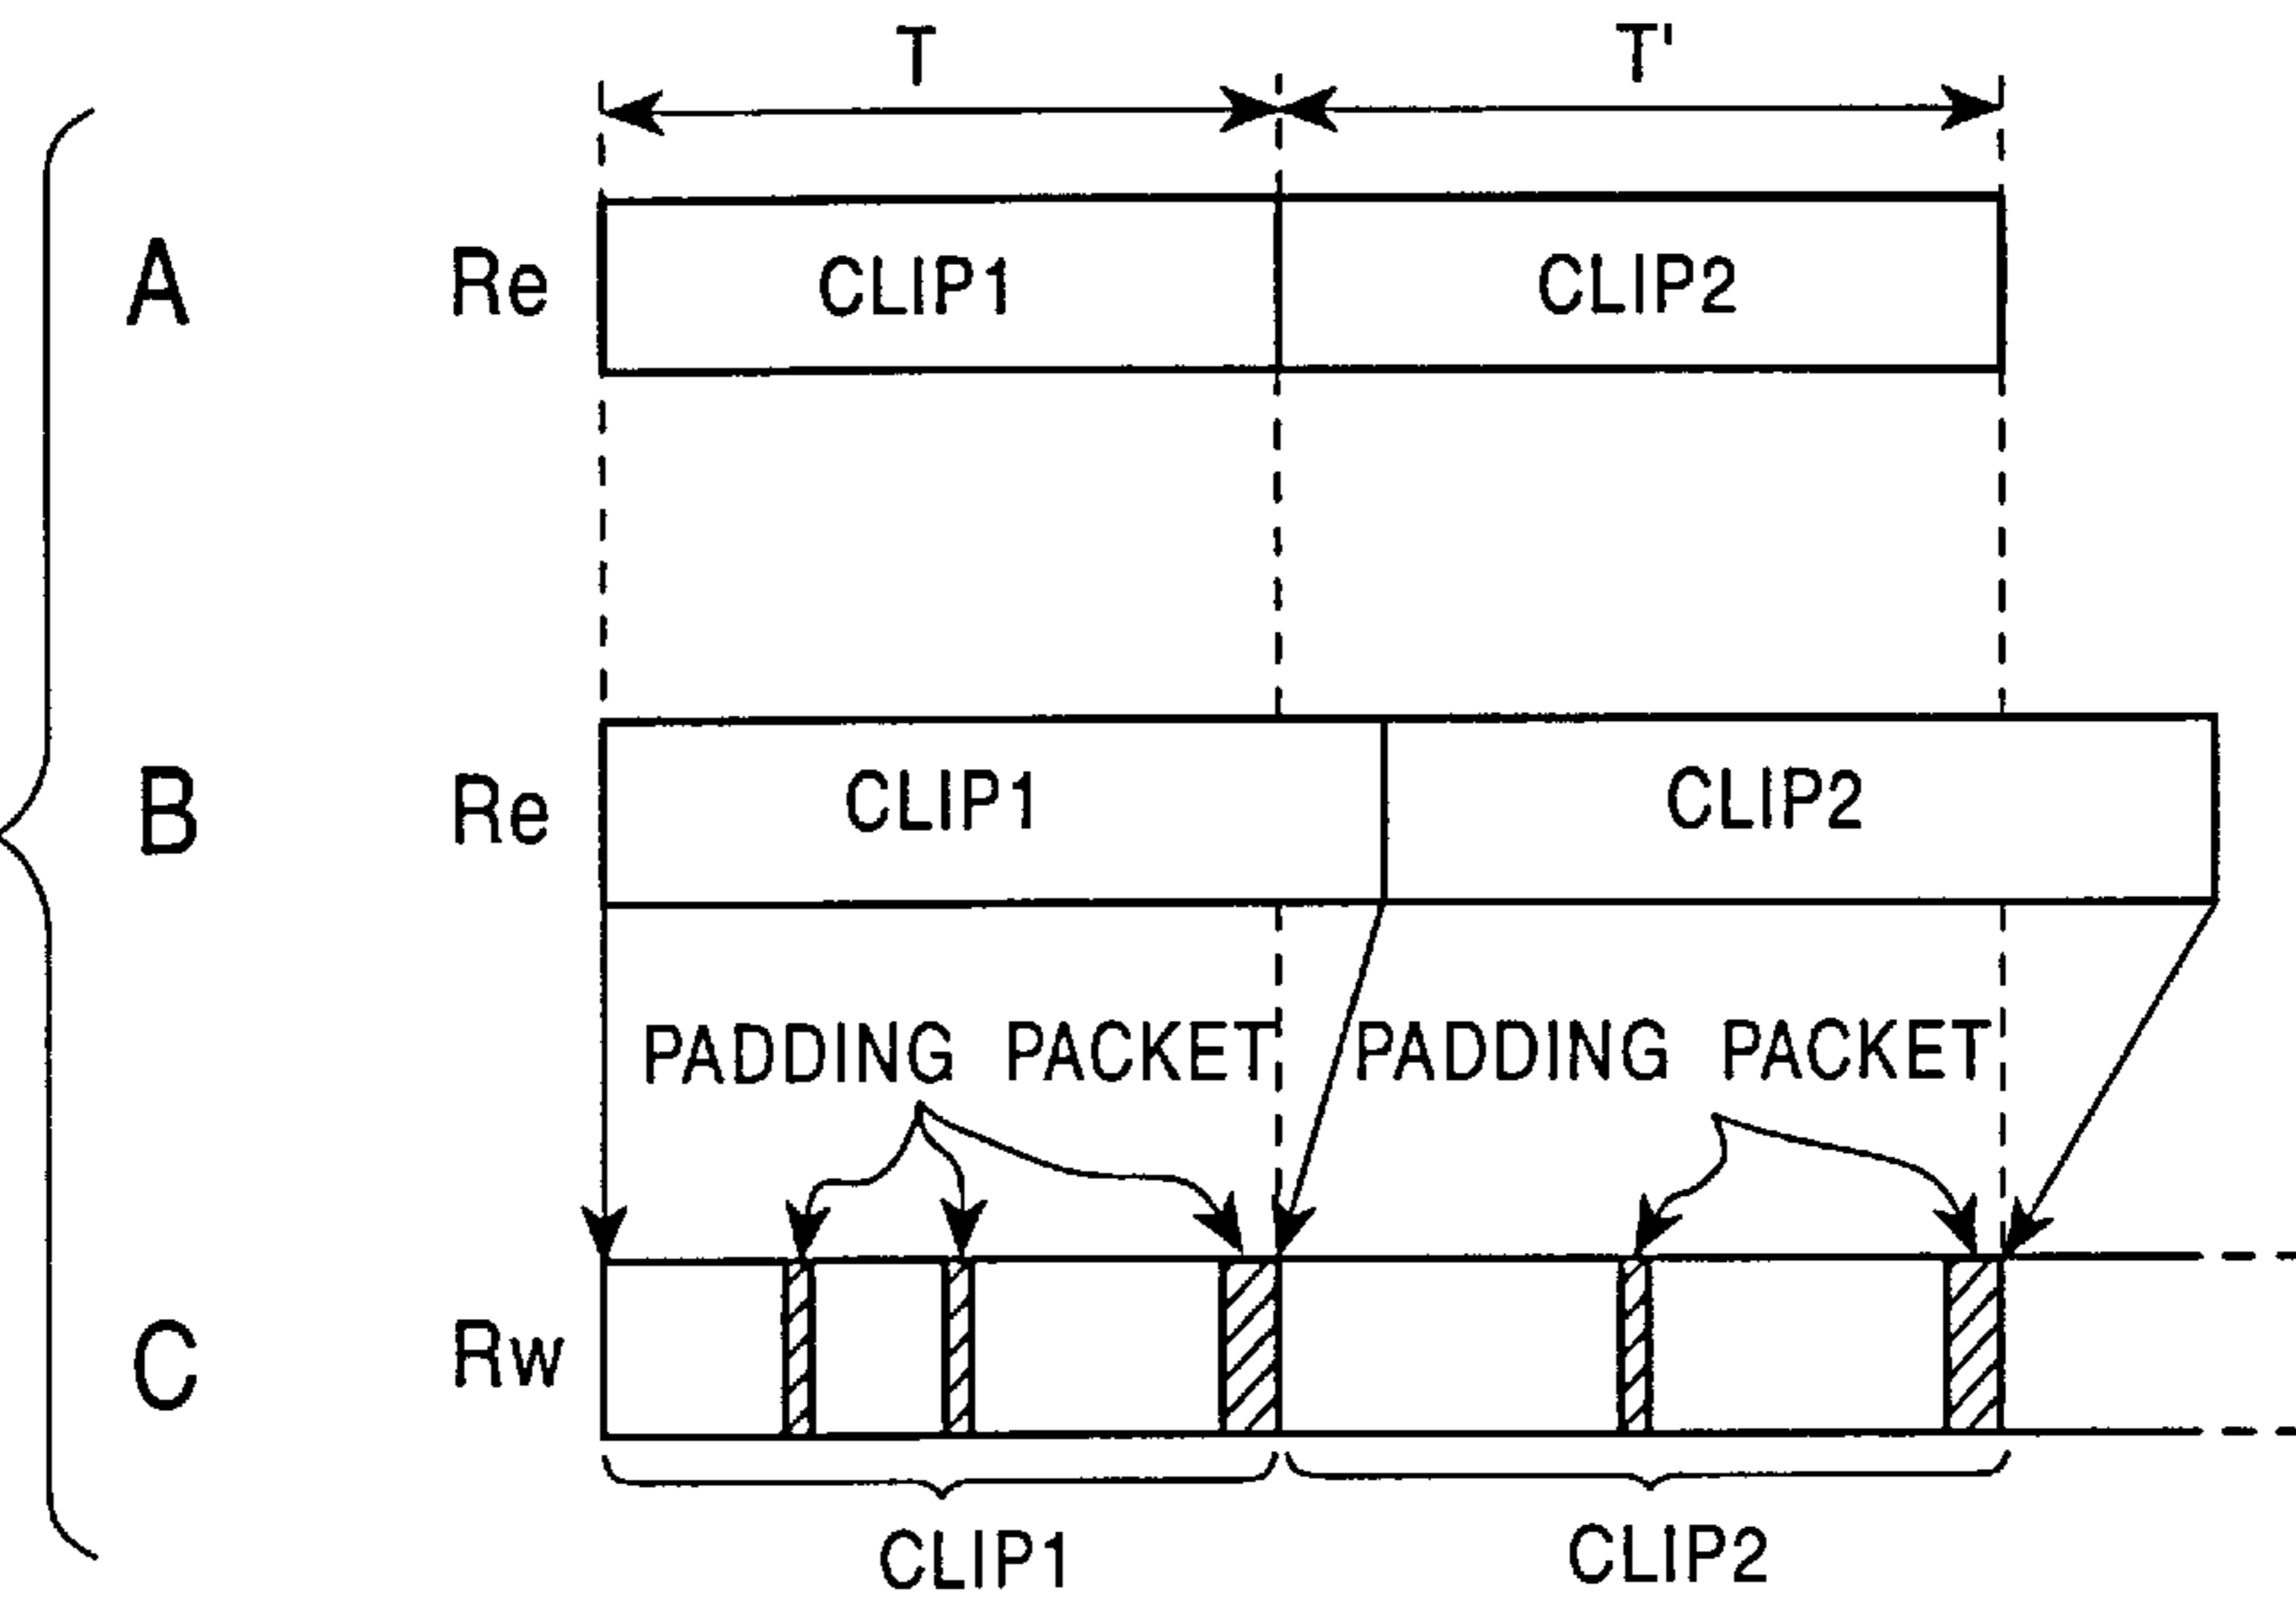 T T'
A Re CLIP1 CLIP2
B Re CLIP1 CLIP2
PADDING PACKET PADDING PACKET
C Rw
CLIP1 CLIP2